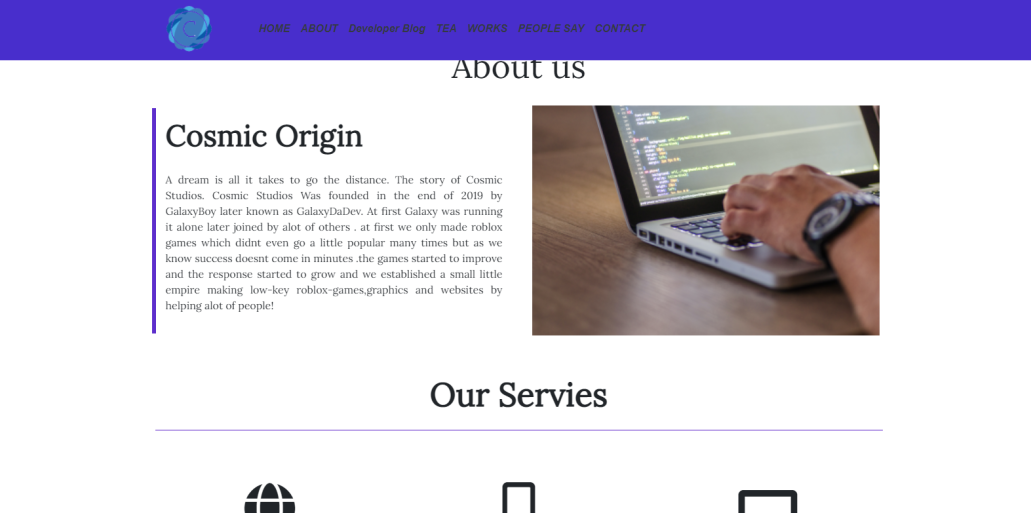 HOME ABOUT Developer Blog TEA WORKS PEOPLE SAY CONTACT
About us
Cosmic Origin
A dream is all it takes to go the distance. The story of Cosmic
Studios. Cosmic Studios Was founded in the end of 2019 by
GalaxyBoy later known as GalaxyDaDev. At first Galaxy was running
it alone later joined by alot of others . at first we only made roblox
games which didnt even go a little popular many times but as we
know success doesnt come in minutes .the games started to improve
and the response started to grow and we established a small little
empire making low-key roblox-games,graphics and websites by
helping alot of people!
Our Servies